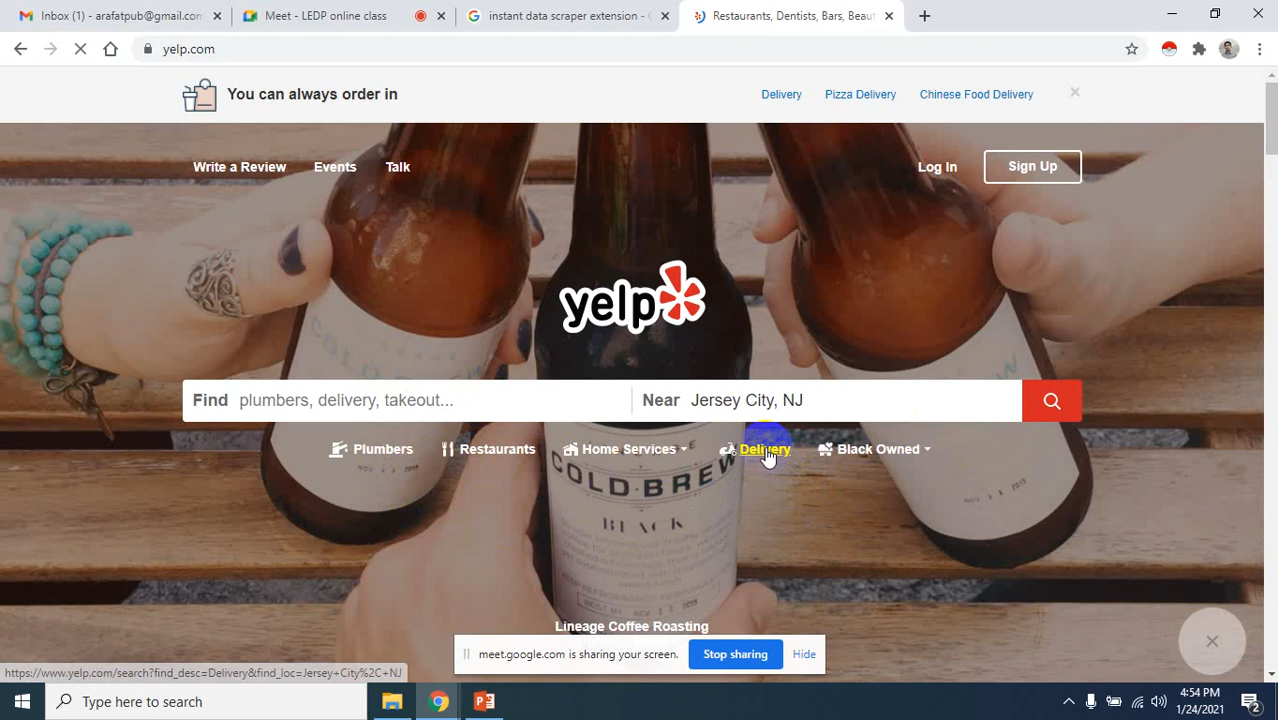 Inbox (1) - arafatpub@gmail.com
Meet - LEDP online class
instant data scraper extension - G
Restaurants, Dentists, Bars, Beaut
yelp.com
You can always order in
Delivery
Pizza Delivery
Chinese Food Delivery
Write a Review
Events
Talk
Log In
Sign Up
yelp
Find plumbers, delivery, takeout...
Near Jersey City, NJ
Plumbers
Restaurants
Home Services
Delivery
Black Owned
COLD·BREW
BLACK
Lineage Coffee Roasting
meet.google.com is sharing your screen.
Stop sharing
Hide
https://www.yelp.com/search?find_desc=Delivery&find_loc=Jersey+City%2C+NJ
Type here to search
4:54 PM
1/24/2021
2